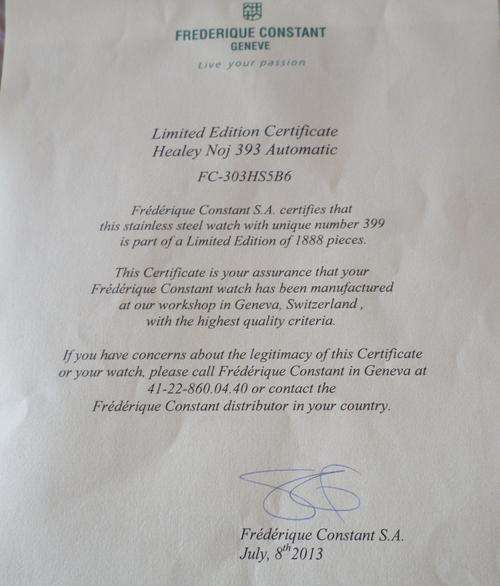 FREDERIQUE CONSTANT
GENEVE
Live your passion
Limited Edition Certificate
Healey Noj 393 Automatic
FC-303HS5B6
Frédérique Constant S.A. certifies that
this stainless steel watch with unique number 399
is part of a Limited Edition of 1888 pieces.
This Certificate is your assurance that your
Frédérique Constant watch has been manufactured
at our workshop in Geneva, Switzerland ,
with the highest quality criteria.
If you have concerns about the legitimacy of this Certificate
or your watch, please call Frédérique Constant in Geneva at
41-22-860.04.40 or contact the
Frédérique Constant distributor in your country.
Frédérique Constant S.A.
July, 8th 2013